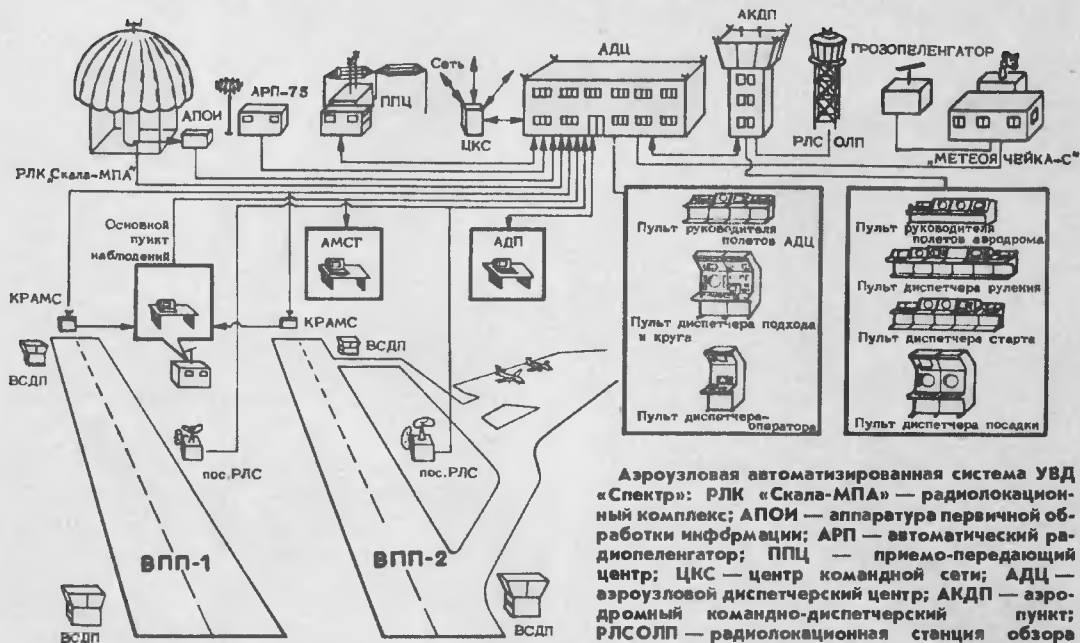 АКДП
АДЦ
ГРОЗОПЕЛЕНГАТОР
Сеть
АРП-75
ППЦ
АПОИ
ЦКС
РЛС ОЛП
„МЕТЕОЯЧЕЙКА-С"
РЛК „Скала-МПА"
Основной
пункт
наблюдений
АМСГ
АДП
КРАМС
КРАМС
ВСДП
ВСДП
пос.РЛС
пос.РЛС
ВПП-1
ВПП-2
ВСДП
ВСДП
Пульт руководителя
полетов АДЦ
Пульт диспетчера подхода
и круга
Пульт диспетчера-
оператора
Пульт руководителя
полетов аэродрома
Пульт диспетчера руления
Пульт диспетчера старта
Пульт диспетчера посадки
Аэроузловая автоматизированная система УВД
«Спектр»: РЛК «Скала-МПА» — радиолокацион-
ный комплекс; АПОИ — аппаратура первичной об-
работки информации; АРП — автоматический ра-
диопеленгатор; ППЦ — приемо-передающий
центр; ЦКС — центр командной сети; АДЦ —
аэроузловой диспетчерский центр; АКДП — аэро-
дромный командно-диспетчерский пункт;
РЛСОЛП — радиолокационная станция обзора